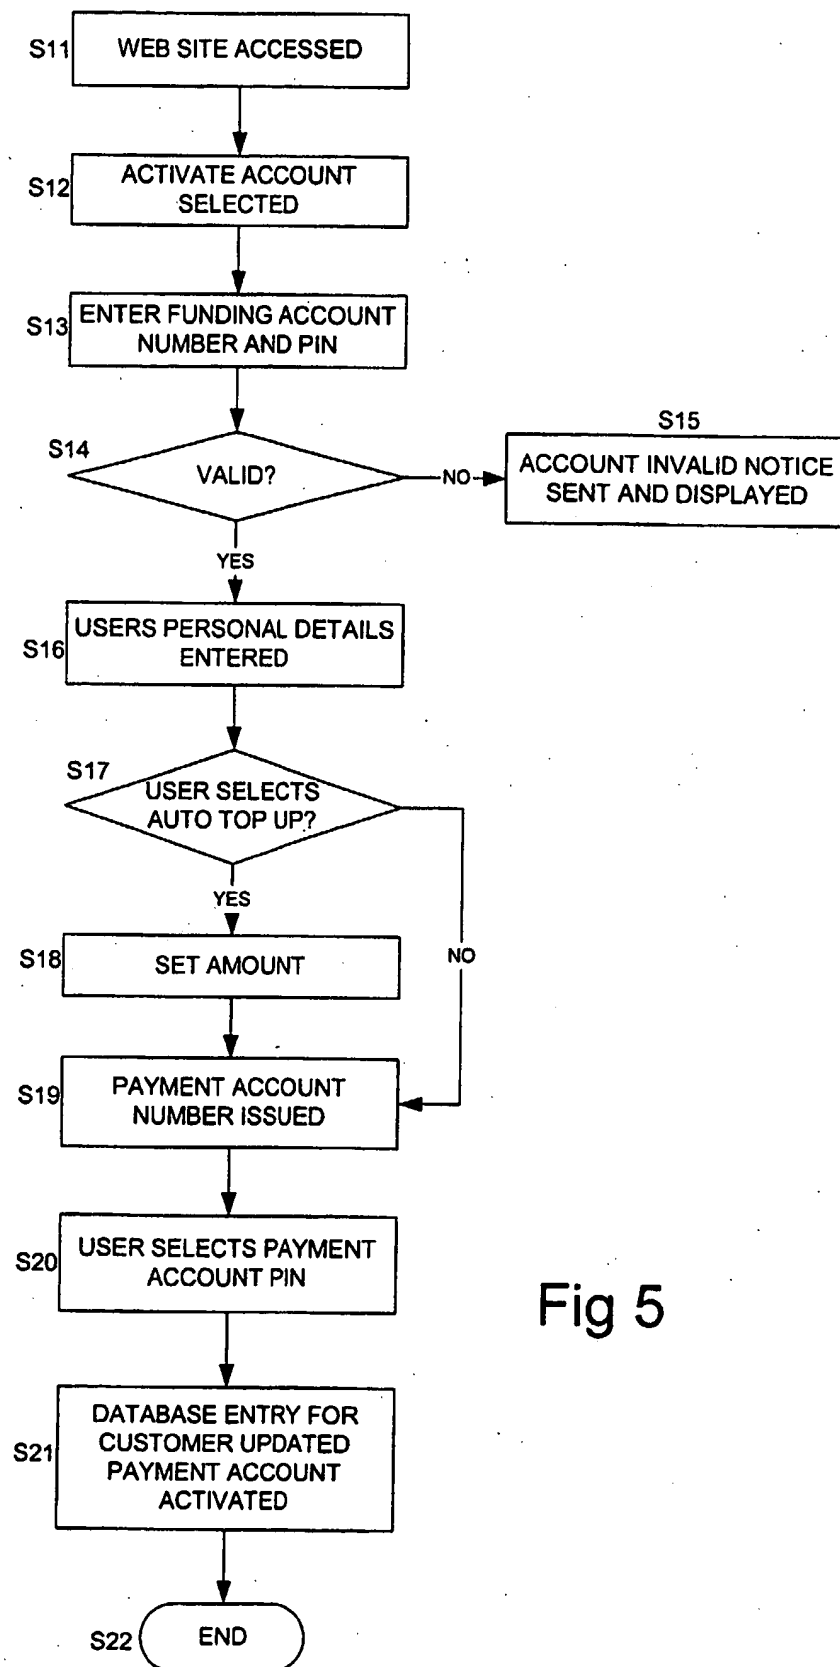 S11
WEB SITE ACCESSED
S12
ACTIVATE ACCOUNT
SELECTED
S13
ENTER FUNDING ACCOUNT
NUMBER AND PIN
S14
VALID?
NO
S15
ACCOUNT INVALID NOTICE
SENT AND DISPLAYED
YES
S16
USERS PERSONAL DETAILS
ENTERED
S17
USER SELECTS
AUTO TOP UP?
YES
NO
S18
SET AMOUNT
S19
PAYMENT ACCOUNT
NUMBER ISSUED
S20
USER SELECTS PAYMENT
ACCOUNT PIN
Fig 5
S21
DATABASE ENTRY FOR
CUSTOMER UPDATED
PAYMENT ACCOUNT
ACTIVATED
S22
END